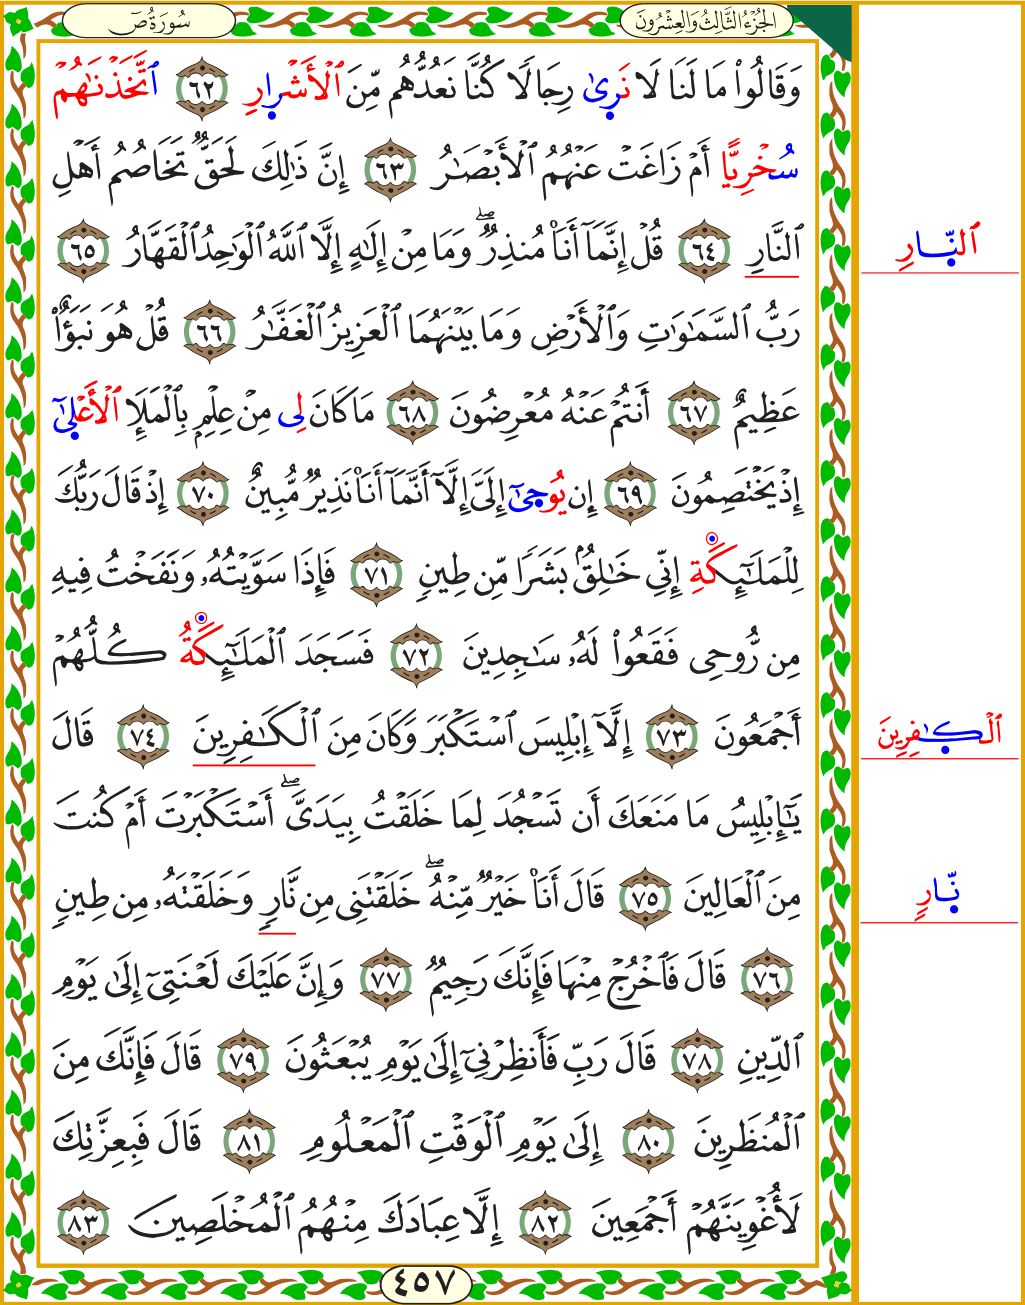 سُورَةُ صٓ
الجُزْءُ الثَّالِثُ وَالعِشْرُونَ
وَقَالُوا۟ مَا لَنَا لَا نَرَىٰ رِجَالًا كُنَّا نَعُدُّهُم مِّنَ ٱلْأَشْرَارِ ٦٢ ٱتَّخَذْنَٰهُمْ
سُخْرِيًّا أَمْ زَاغَتْ عَنْهُمُ ٱلْأَبْصَٰرُ ٦٣ إِنَّ ذَٰلِكَ لَحَقٌّ تَخَاصُمُ أَهْلِ
ٱلنَّارِ ٦٤ قُلْ إِنَّمَآ أَنَا۠ مُنذِرٌ ۖ وَمَا مِنْ إِلَٰهٍ إِلَّا ٱللَّهُ ٱلْوَٰحِدُ ٱلْقَهَّارُ ٦٥
رَبُّ ٱلسَّمَٰوَٰتِ وَٱلْأَرْضِ وَمَا بَيْنَهُمَا ٱلْعَزِيزُ ٱلْغَفَّٰرُ ٦٦ قُلْ هُوَ نَبَؤٌا۟
عَظِيمٌ ٦٧ أَنتُمْ عَنْهُ مُعْرِضُونَ ٦٨ مَا كَانَ لِى مِنْ عِلْمٍۭ بِٱلْمَلَإِ ٱلْأَعْلَىٰٓ
إِذْ يَخْتَصِمُونَ ٦٩ إِن يُوحَىٰٓ إِلَىَّ إِلَّآ أَنَّمَآ أَنَا۠ نَذِيرٌ مُّبِينٌ ٧٠ إِذْ قَالَ رَبُّكَ
لِلْمَلَٰٓئِكَةِ إِنِّى خَٰلِقٌۢ بَشَرًا مِّن طِينٍ ٧١ فَإِذَا سَوَّيْتُهُۥ وَنَفَخْتُ فِيهِ
مِن رُّوحِى فَقَعُوا۟ لَهُۥ سَٰجِدِينَ ٧٢ فَسَجَدَ ٱلْمَلَٰٓئِكَةُ كُلُّهُمْ
أَجْمَعُونَ ٧٣ إِلَّآ إِبْلِيسَ ٱسْتَكْبَرَ وَكَانَ مِنَ ٱلْكَٰفِرِينَ ٧٤ قَالَ
يَٰٓإِبْلِيسُ مَا مَنَعَكَ أَن تَسْجُدَ لِمَا خَلَقْتُ بِيَدَىَّ ۖ أَسْتَكْبَرْتَ أَمْ كُنتَ
مِنَ ٱلْعَالِينَ ٧٥ قَالَ أَنَا۠ خَيْرٌ مِّنْهُ ۖ خَلَقْتَنِى مِن نَّارٍ وَخَلَقْتَهُۥ مِن طِينٍ
٧٦ قَالَ فَٱخْرُجْ مِنْهَا فَإِنَّكَ رَجِيمٌ ٧٧ وَإِنَّ عَلَيْكَ لَعْنَتِىٓ إِلَىٰ يَوْمِ
ٱلدِّينِ ٧٨ قَالَ رَبِّ فَأَنظِرْنِىٓ إِلَىٰ يَوْمِ يُبْعَثُونَ ٧٩ قَالَ فَإِنَّكَ مِنَ
ٱلْمُنظَرِينَ ٨٠ إِلَىٰ يَوْمِ ٱلْوَقْتِ ٱلْمَعْلُومِ ٨١ قَالَ فَبِعِزَّتِكَ
لَأُغْوِيَنَّهُمْ أَجْمَعِينَ ٨٢ إِلَّا عِبَادَكَ مِنْهُمُ ٱلْمُخْلَصِينَ ٨٣
٤٥٧
ٱلنَّارِ
ٱلْكَٰفِرِينَ
نَّارٍ